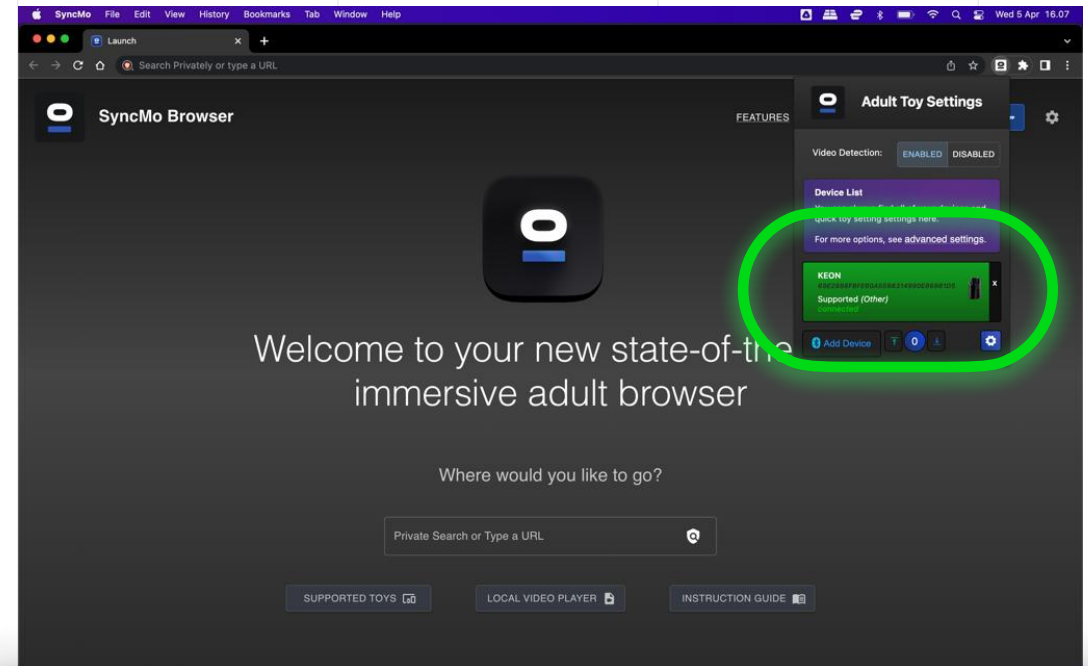 SyncMo File Edit View History Bookmarks Tab Window Help Wed 5 Apr 16.07
Launch
Search Privately or type a URL
SyncMo Browser
FEATURES
Adult Toy Settings
Video Detection: ENABLED DISABLED
Device List
quick toy setting settings here.
For more options, see advanced settings.
KEON
Supported (Other)
connected
Add Device 0
Welcome to your new state-of-the
immersive adult browser
Where would you like to go?
Private Search or Type a URL
SUPPORTED TOYS LOCAL VIDEO PLAYER INSTRUCTION GUIDE